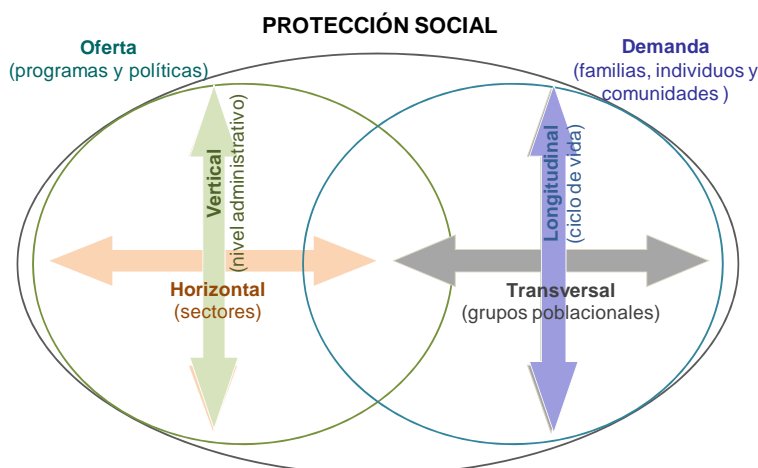 PROTECCIÓN SOCIAL
Oferta
(programas y políticas)
Demanda
(familias, individuos y
comunidades )
Vertical
(nivel administrativo)
Horizontal
(sectores)
Longitudinal
(ciclo de vida)
Transversal
(grupos poblacionales)